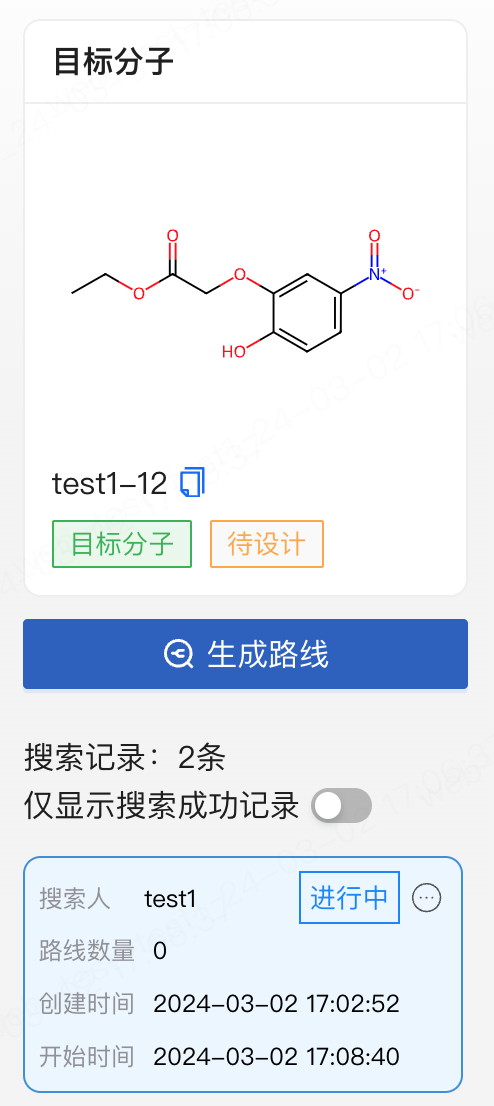 目标分子
O
O
O
O
N+
O-
HO
test1-12
目标分子
待设计
生成路线
搜索记录：2条
仅显示搜索成功记录
搜索人 test1 进行中
路线数量 0
创建时间 2024-03-02 17:02:52
开始时间 2024-03-02 17:08:40